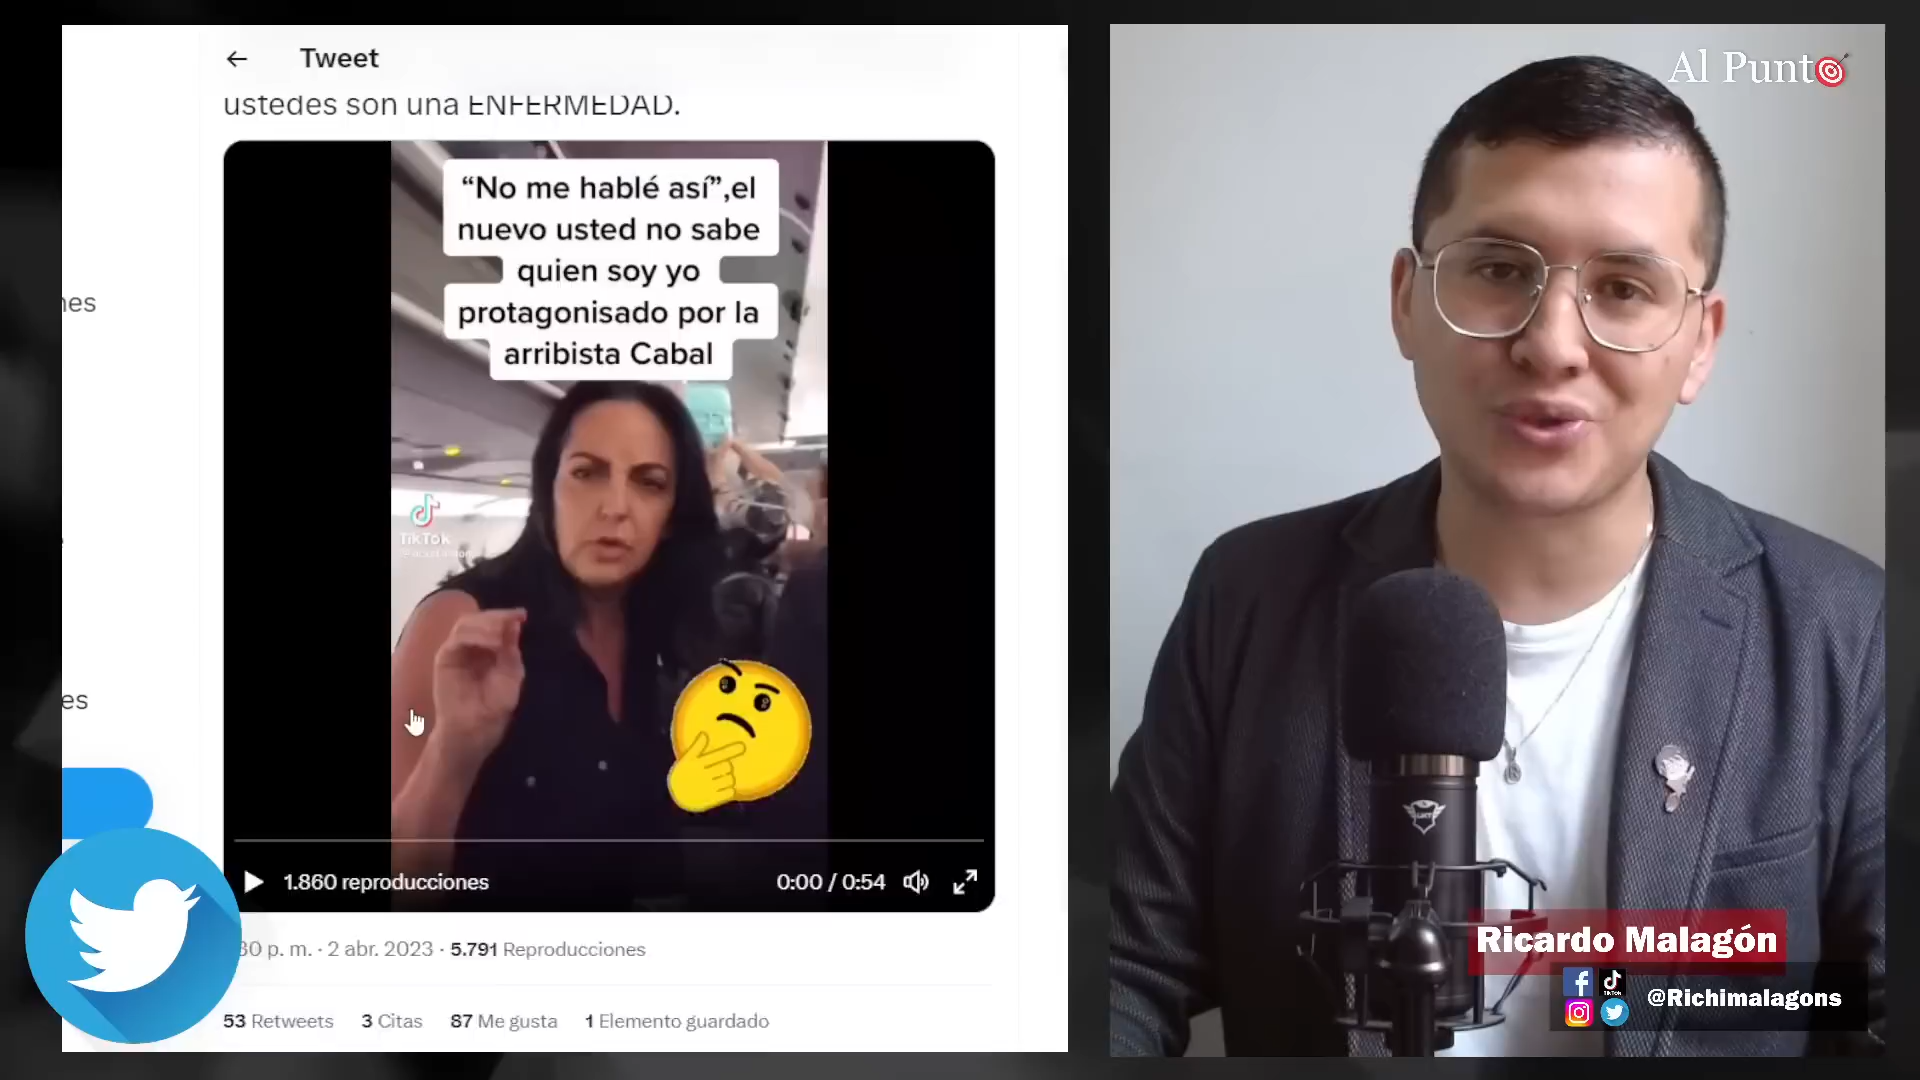 Tweet
ustedes son una ENFERMEDAD.
“No me hablé así”,el
nuevo usted no sabe
quien soy yo
protagonisado por la
arribista Cabal
TikTok
1.860 reproducciones
0:00 / 0:54
30 p. m. · 2 abr. 2023 · 5.791 Reproducciones
53 Retweets 3 Citas 87 Me gusta 1 Elemento guardado
nes
es
Al Punto
Ricardo Malagón
@Richimalagons